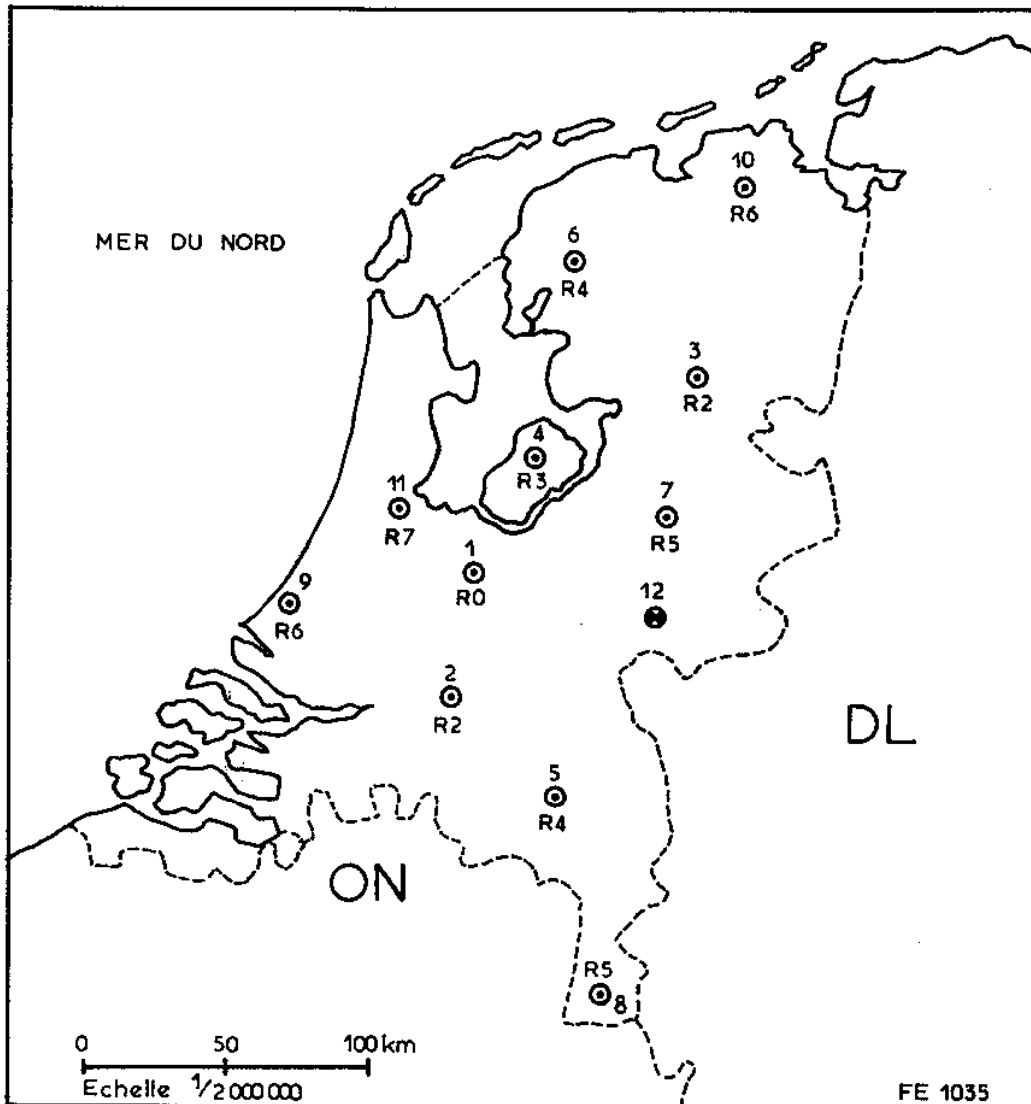 10
R6
MER DU NORD
6
R4
3
R2
4
R3
11
R7
7
R5
1
R0
9
R6
12
2
R2
DL
5
R4
ON
R5
8
0 50 100 km
Echelle 1/2 000 000
FE 1035